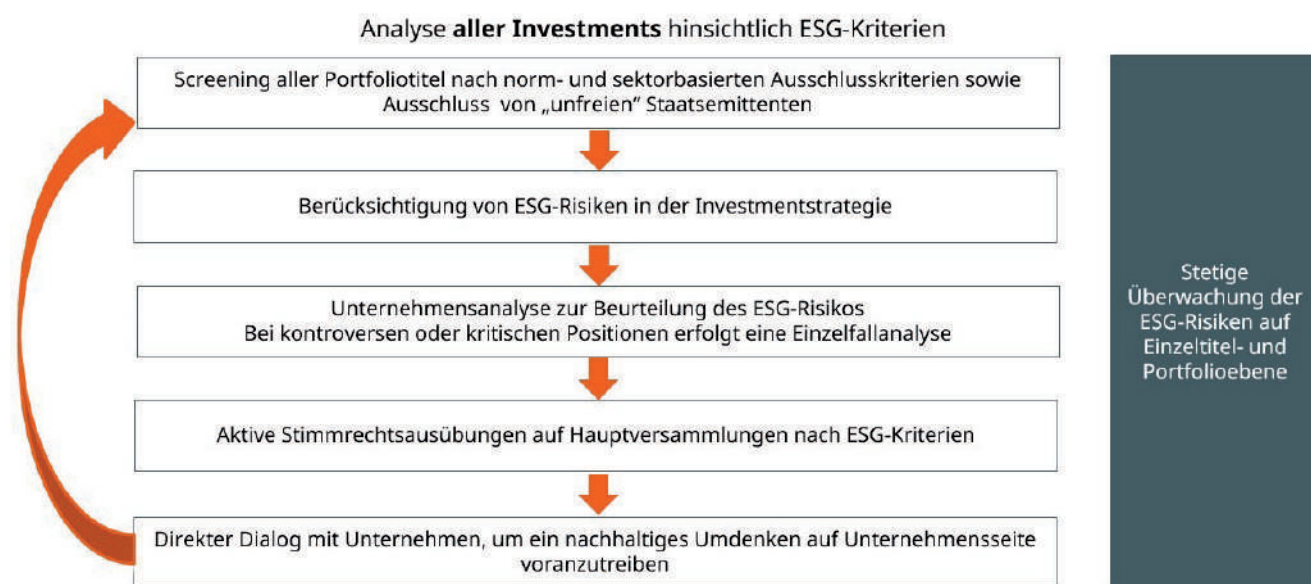 Analyse aller Investments hinsichtlich ESG-Kriterien
Screening aller Portfoliotitel nach norm- und sektorbasierten Ausschlusskriterien sowie
Ausschluss von „unfreien“ Staatsemittenten
Berücksichtigung von ESG-Risiken in der Investmentstrategie
Unternehmensanalyse zur Beurteilung des ESG-Risikos
Bei kontroversen oder kritischen Positionen erfolgt eine Einzelfallanalyse
Aktive Stimmrechtsausübungen auf Hauptversammlungen nach ESG-Kriterien
Direkter Dialog mit Unternehmen, um ein nachhaltiges Umdenken auf Unternehmensseite
voranzutreiben
Stetige
Überwachung der
ESG-Risiken auf
Einzeltitel- und
Portfolioebene